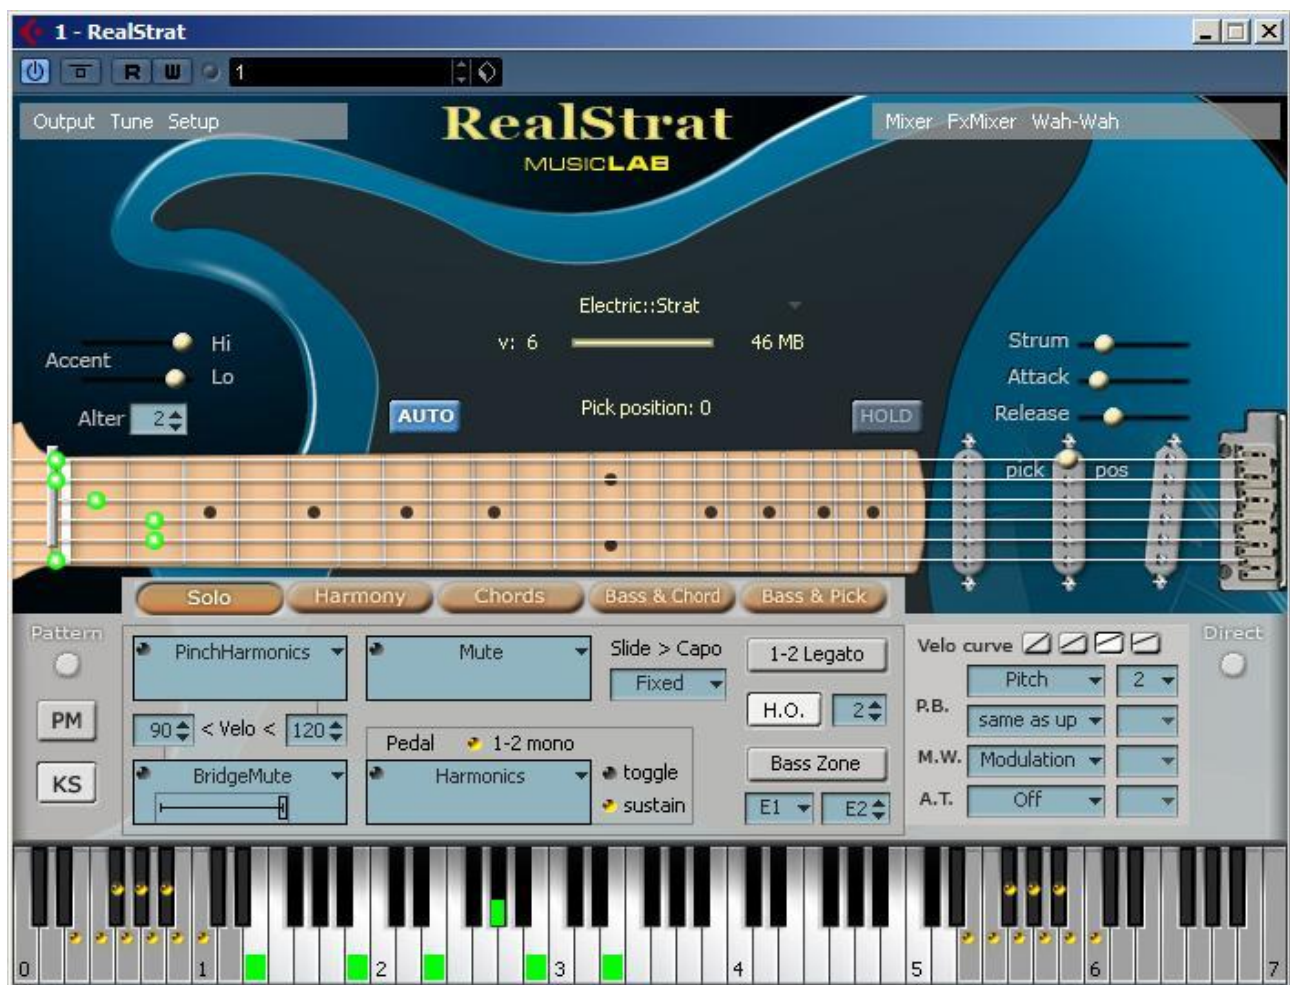 1 - RealStrat
R W 1
Output Tune Setup
RealStrat
MUSICLAB
Mixer FxMixer Wah-Wah
Electric::Strat
v: 6 46 MB
Accent Hi
Lo
Alter 2
AUTO
Pick position: 0
HOLD
Strum
Attack
Release
pick pos
Solo Harmony Chords Bass & Chord Bass & Pick
Pattern
PM
KS
PinchHarmonics
90 < Velo < 120
BridgeMute
Mute
Pedal 1-2 mono
Harmonics
toggle
sustain
Slide > Capo
Fixed
1-2 Legato
H.O. 2
Bass Zone
E1 E2
Velo curve
P.B. Pitch 2
same as up
M.W. Modulation
A.T. Off
Direct
0 1 2 3 4 5 6 7